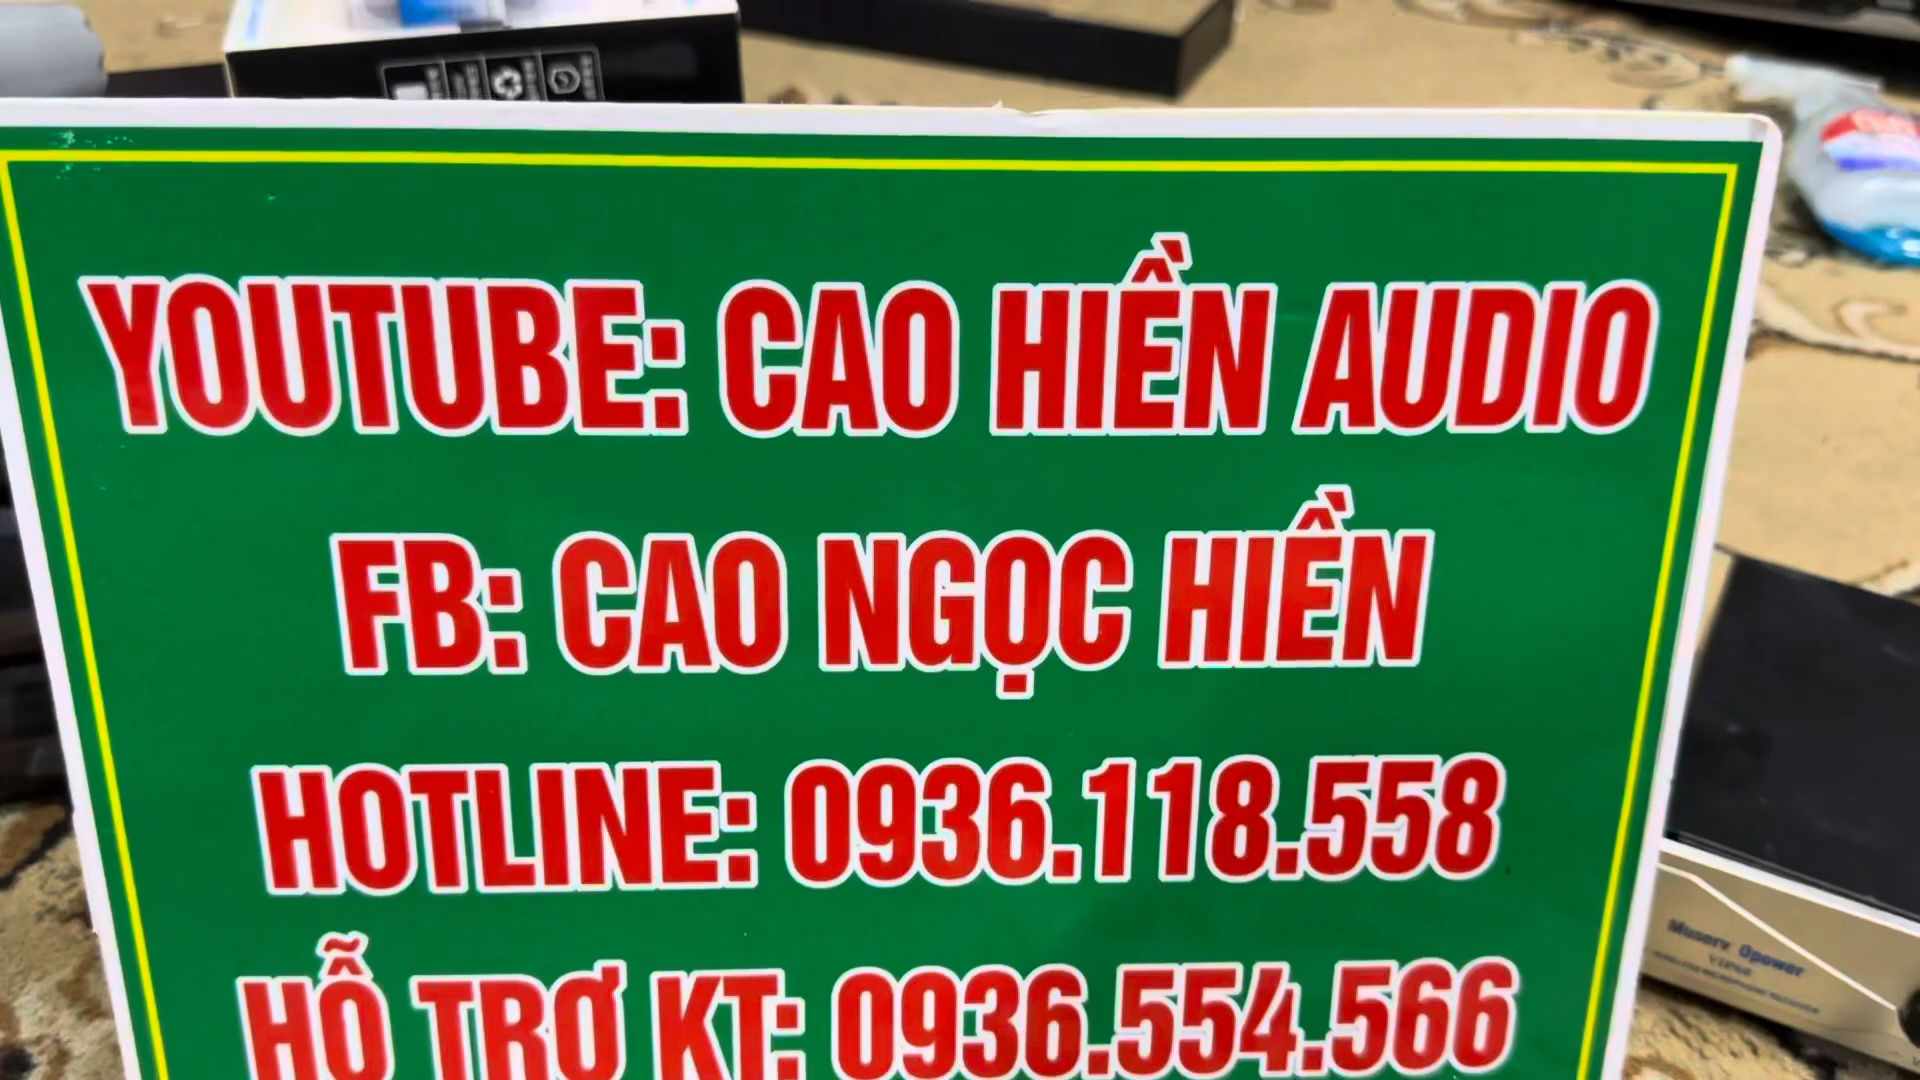 YOUTUBE: CAO HIỀN AUDIO
FB: CAO NGỌC HIỀN
HOTLINE: 0936.118.558
HỖ TRỢ KT: 0936.554.566